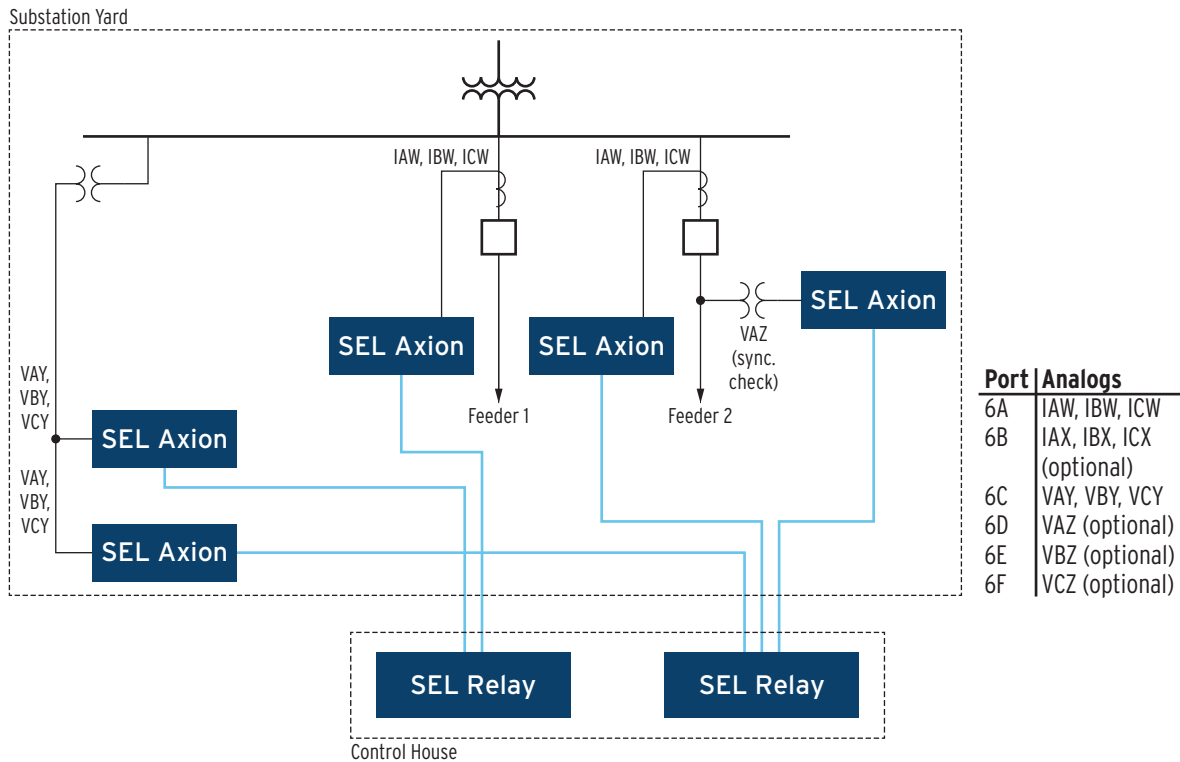 Substation Yard
IAW, IBW, ICW
IAW, IBW, ICW
SEL Axion
SEL Axion
SEL Axion
VAZ
(sync.
check)
Feeder 1
Feeder 2
VAY,
VBY,
VCY
SEL Axion
VAY,
VBY,
VCY
SEL Axion
Port Analogs
6A IAW, IBW, ICW
6B IAX, IBX, ICX
(optional)
6C VAY, VBY, VCY
6D VAZ (optional)
6E VBZ (optional)
6F VCZ (optional)
SEL Relay
SEL Relay
Control House